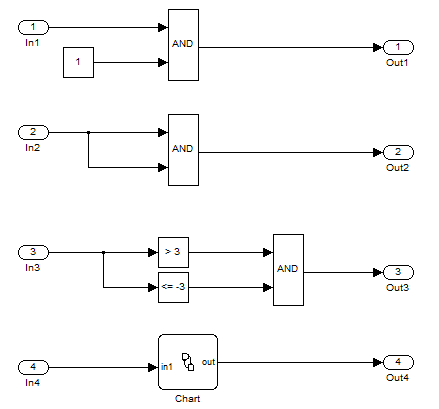 1
In1
1
AND
1
Out1
2
In2
AND
2
Out2
3
In3
> 3
<= -3
AND
3
Out3
4
In4
in1
out
Chart
4
Out4